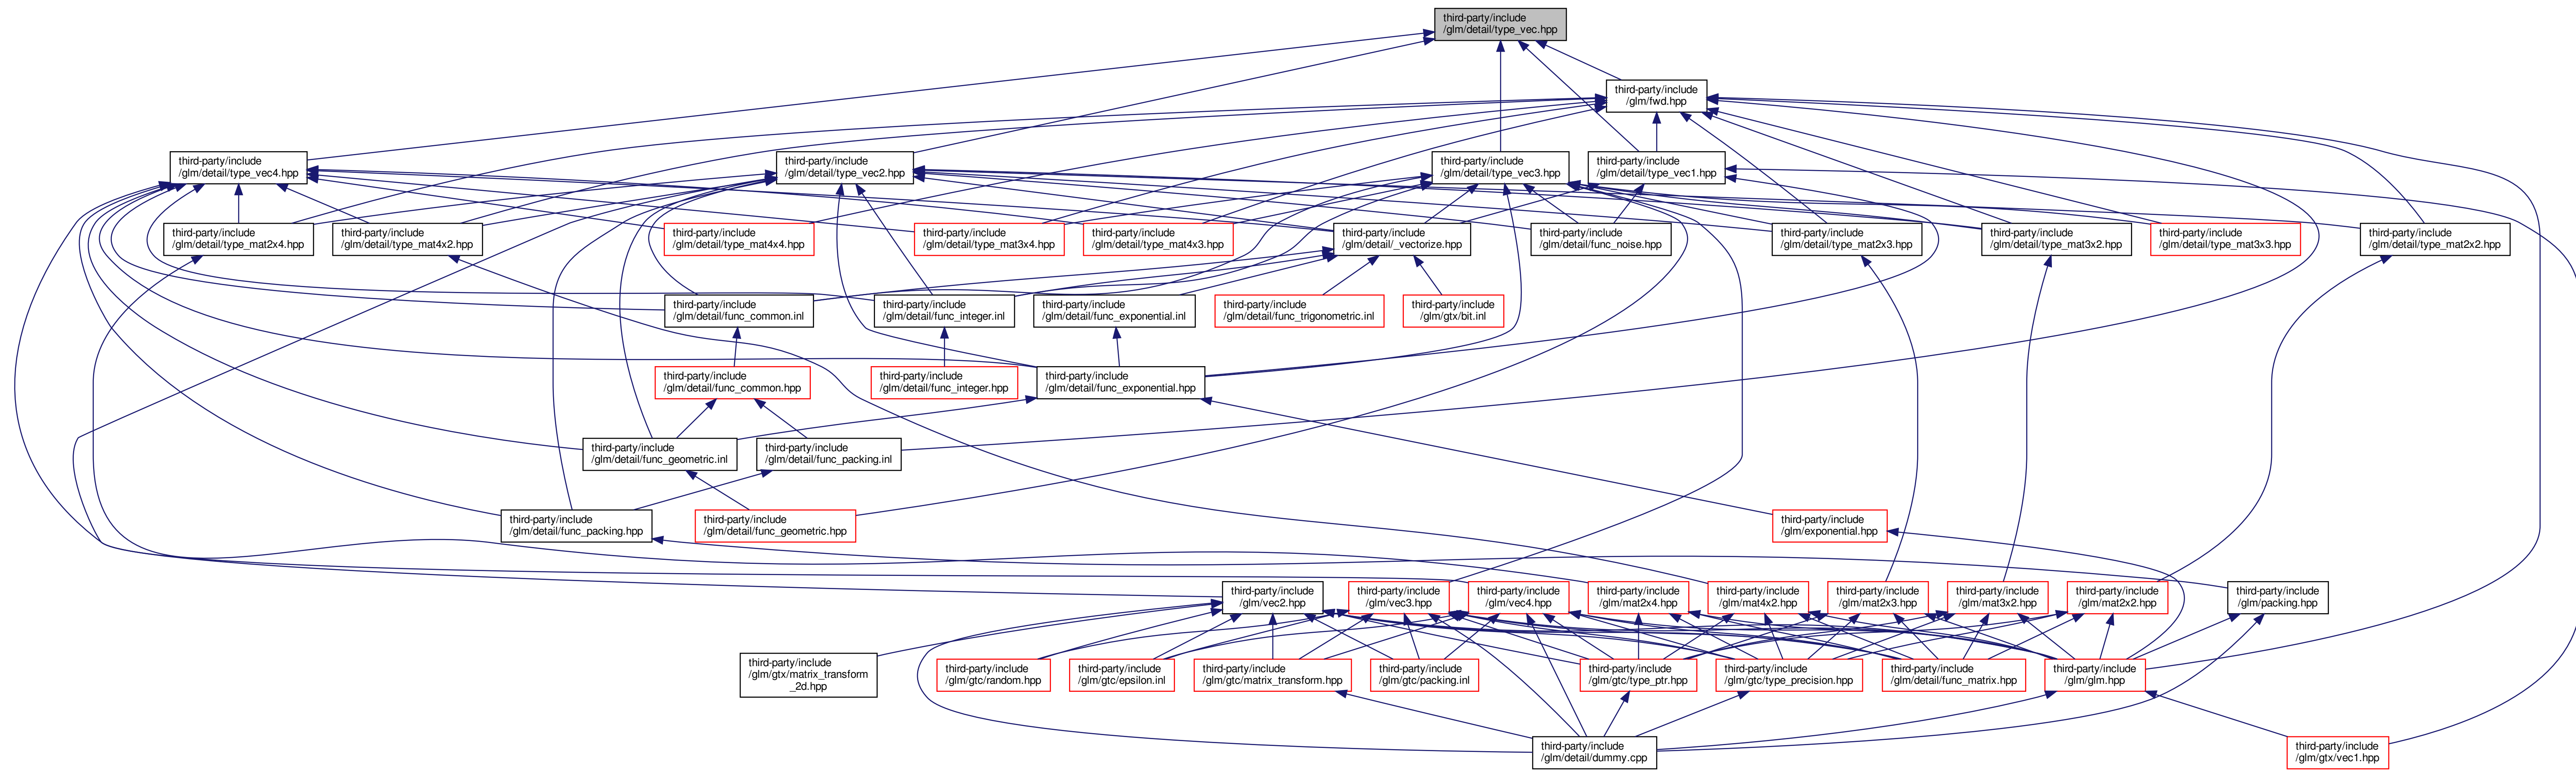 third-party/include
/glm/detail/type_vec.hpp
third-party/include
/glm/fwd.hpp
third-party/include
/glm/detail/type_vec4.hpp
third-party/include
/glm/detail/type_vec2.hpp
third-party/include
/glm/detail/type_vec3.hpp
third-party/include
/glm/detail/type_vec1.hpp
third-party/include
/glm/detail/type_mat2x4.hpp
third-party/include
/glm/detail/type_mat4x2.hpp
third-party/include
/glm/detail/type_mat4x4.hpp
third-party/include
/glm/detail/type_mat3x4.hpp
third-party/include
/glm/detail/type_mat4x3.hpp
third-party/include
/glm/detail/_vectorize.hpp
third-party/include
/glm/detail/func_noise.hpp
third-party/include
/glm/detail/type_mat2x3.hpp
third-party/include
/glm/detail/type_mat3x2.hpp
third-party/include
/glm/detail/type_mat3x3.hpp
third-party/include
/glm/detail/type_mat2x2.hpp
third-party/include
/glm/detail/func_common.inl
third-party/include
/glm/detail/func_integer.inl
third-party/include
/glm/detail/func_exponential.inl
third-party/include
/glm/detail/func_trigonometric.inl
third-party/include
/glm/gtx/bit.inl
third-party/include
/glm/detail/func_common.hpp
third-party/include
/glm/detail/func_integer.hpp
third-party/include
/glm/detail/func_exponential.hpp
third-party/include
/glm/detail/func_geometric.inl
third-party/include
/glm/detail/func_packing.inl
third-party/include
/glm/detail/func_packing.hpp
third-party/include
/glm/detail/func_geometric.hpp
third-party/include
/glm/exponential.hpp
third-party/include
/glm/vec2.hpp
third-party/include
/glm/vec3.hpp
third-party/include
/glm/vec4.hpp
third-party/include
/glm/mat2x4.hpp
third-party/include
/glm/mat4x2.hpp
third-party/include
/glm/mat2x3.hpp
third-party/include
/glm/mat3x2.hpp
third-party/include
/glm/mat2x2.hpp
third-party/include
/glm/packing.hpp
third-party/include
/glm/gtx/matrix_transform
_2d.hpp
third-party/include
/glm/gtc/random.hpp
third-party/include
/glm/gtc/epsilon.inl
third-party/include
/glm/gtc/matrix_transform.hpp
third-party/include
/glm/gtc/packing.inl
third-party/include
/glm/gtc/type_ptr.hpp
third-party/include
/glm/gtc/type_precision.hpp
third-party/include
/glm/detail/func_matrix.hpp
third-party/include
/glm/glm.hpp
third-party/include
/glm/detail/dummy.cpp
third-party/include
/glm/gtx/vec1.hpp